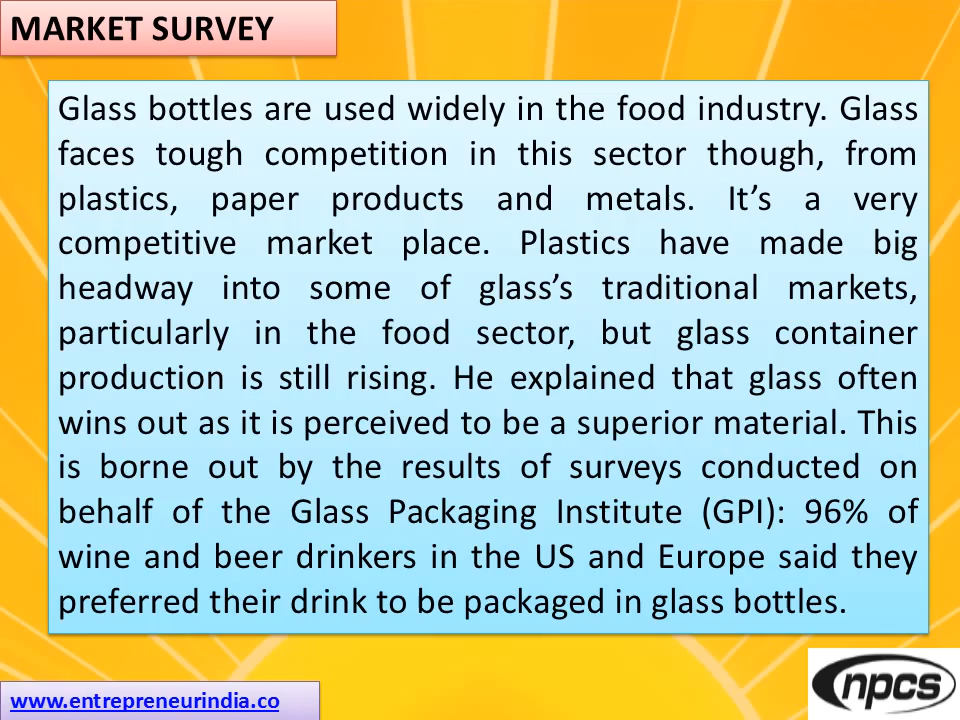 MARKET SURVEY
Glass bottles are used widely in the food industry. Glass
faces tough competition in this sector though, from
plastics, paper products and metals. It’s a very
competitive market place. Plastics have made big
headway into some of glass’s traditional markets,
particularly in the food sector, but glass container
production is still rising. He explained that glass often
wins out as it is perceived to be a superior material. This
is borne out by the results of surveys conducted on
behalf of the Glass Packaging Institute (GPI): 96% of
wine and beer drinkers in the US and Europe said they
preferred their drink to be packaged in glass bottles.
www.entrepreneurindia.co
npcs